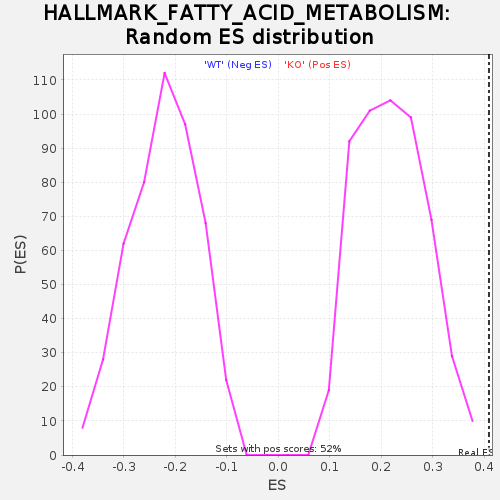 HALLMARK_FATTY_ACID_METABOLISM:
Random ES distribution
'WT' (Neg ES) 'KO' (Pos ES)
110
100
90
80
70
60
50
40
30
20
10
0
P(ES)
Sets with pos scores: 52%
Real ES
-0.4 -0.3 -0.2 -0.1 0.0 0.1 0.2 0.3 0.4
ES